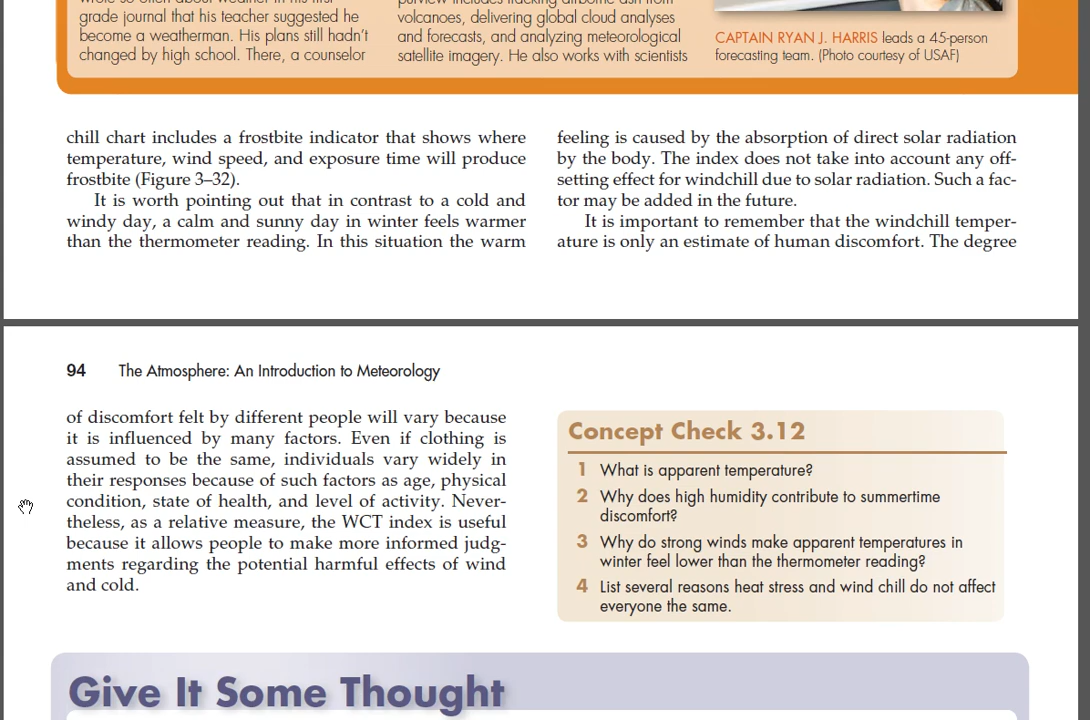 grade journal that his teacher suggested he
become a weatherman. His plans still hadn't
changed by high school. There, a counselor
volcanoes, delivering global cloud analyses
and forecasts, and analyzing meteorological
satellite imagery. He also works with scientists
CAPTAIN RYAN J. HARRIS leads a 45-person
forecasting team. (Photo courtesy of USAF)
chill chart includes a frostbite indicator that shows where
temperature, wind speed, and exposure time will produce
frostbite (Figure 3–32).
It is worth pointing out that in contrast to a cold and
windy day, a calm and sunny day in winter feels warmer
than the thermometer reading. In this situation the warm
feeling is caused by the absorption of direct solar radiation
by the body. The index does not take into account any off-
setting effect for windchill due to solar radiation. Such a fac-
tor may be added in the future.
It is important to remember that the windchill temper-
ature is only an estimate of human discomfort. The degree
94 The Atmosphere: An Introduction to Meteorology
of discomfort felt by different people will vary because
it is influenced by many factors. Even if clothing is
assumed to be the same, individuals vary widely in
their responses because of such factors as age, physical
condition, state of health, and level of activity. Never-
theless, as a relative measure, the WCT index is useful
because it allows people to make more informed judg-
ments regarding the potential harmful effects of wind
and cold.
Concept Check 3.12
1 What is apparent temperature?
2 Why does high humidity contribute to summertime
discomfort?
3 Why do strong winds make apparent temperatures in
winter feel lower than the thermometer reading?
4 List several reasons heat stress and wind chill do not affect
everyone the same.
Give It Some Thought